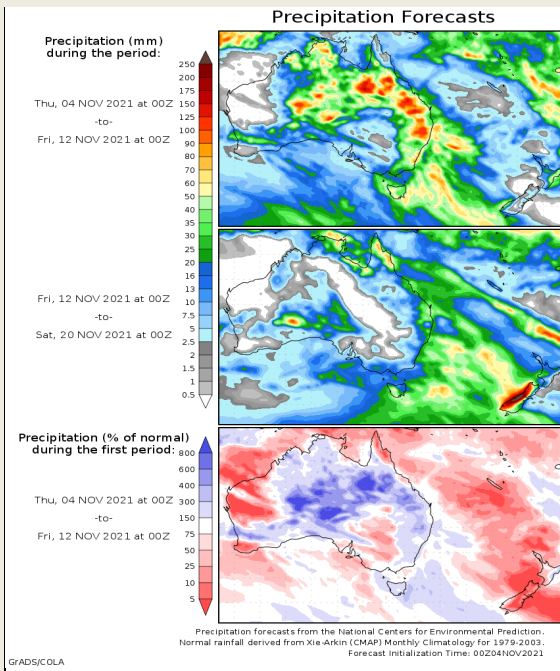 Precipitation Forecasts
Precipitation (mm)
during the period:
Thu, 04 NOV 2021 at 00Z
-to-
Fri, 12 NOV 2021 at 00Z
250
200
175
150
125
100
90
80
70
60
50
40
35
30
25
20
16
13
10
7.5
5
2.5
2
1.5
1
0.5
Fri, 12 NOV 2021 at 00Z
-to-
Sat, 20 NOV 2021 at 00Z
Precipitation (% of normal)
during the first period:
Thu, 04 NOV 2021 at 00Z
-to-
Fri, 12 NOV 2021 at 00Z
800
600
400
300
150
75
50
25
10
5
Precipitation forecasts from the National Centers for Environmental Prediction.
Normal rainfall derived from Xie-Arkin (CMAP) Monthly Climatology for 1979-2003.
Forecast Initialization Time: 00Z04NOV2021
GrADS/COLA